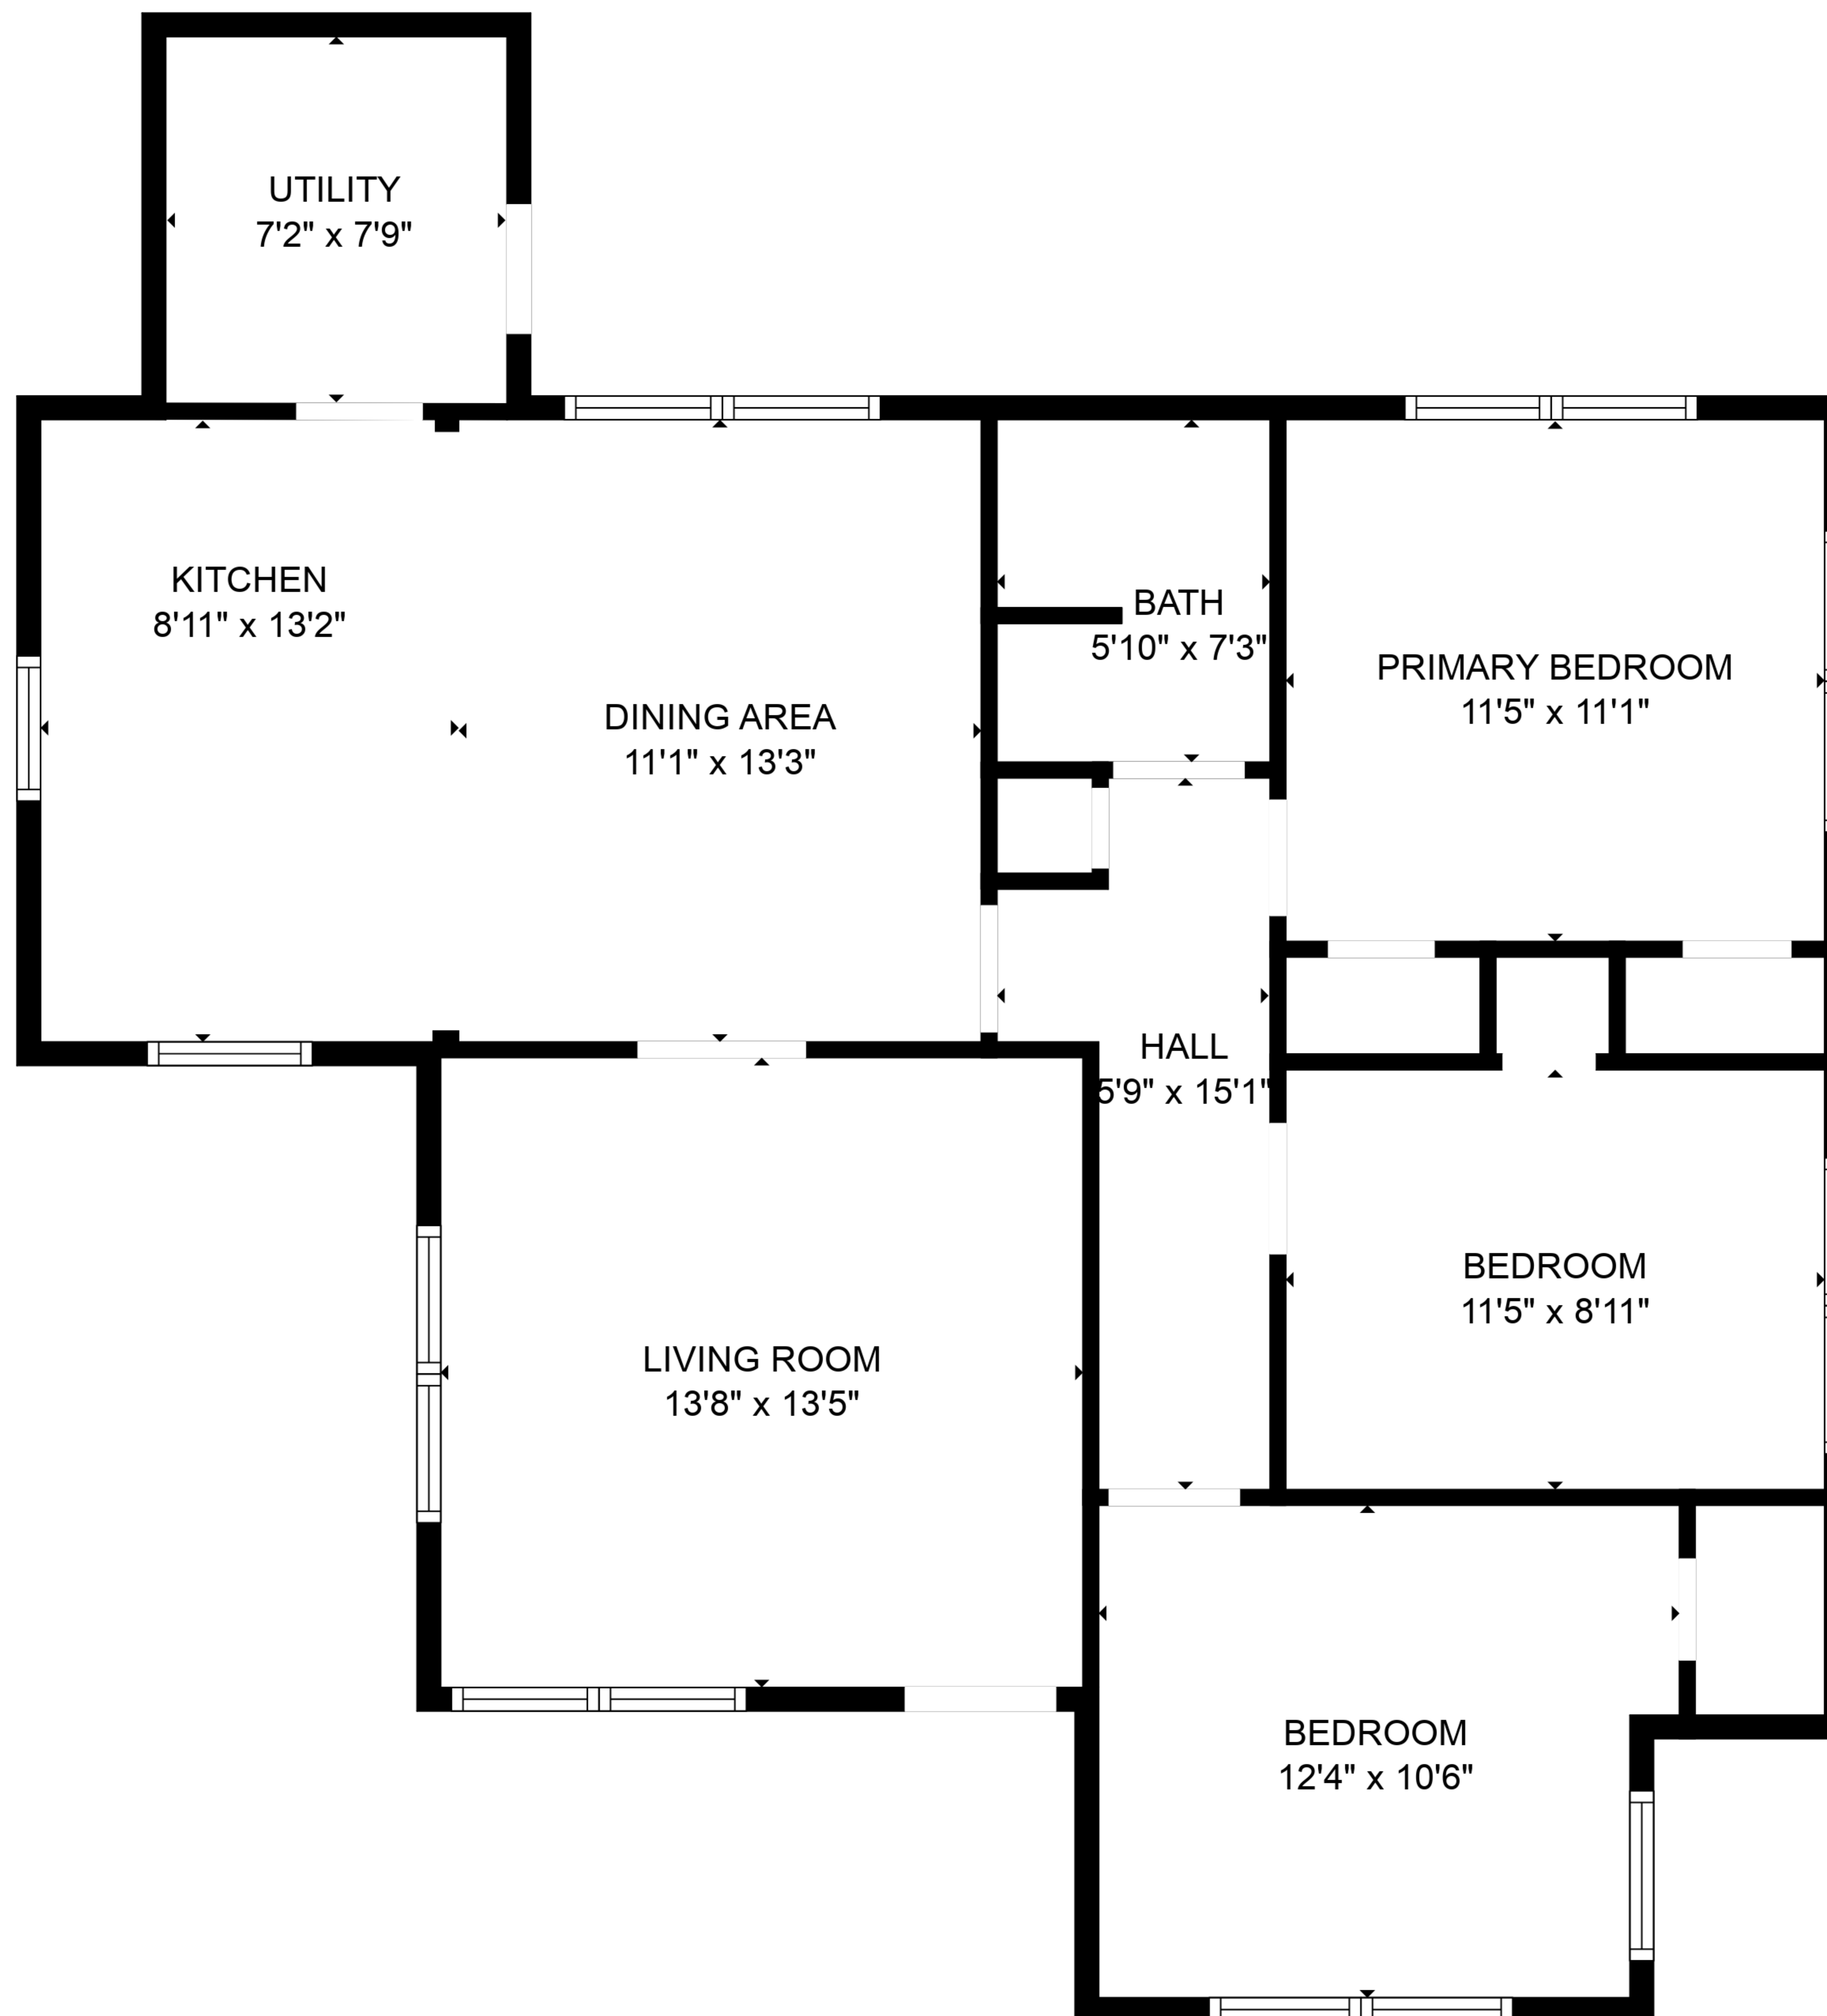 UTILITY
7'2" x 7'9"
KITCHEN
8'11" x 13'2"
DINING AREA
11'1" x 13'3"
BATH
5'10" x 7'3"
PRIMARY BEDROOM
11'5" x 11'1"
HALL
5'9" x 15'1"
BEDROOM
11'5" x 8'11"
LIVING ROOM
13'8" x 13'5"
BEDROOM
12'4" x 10'6"